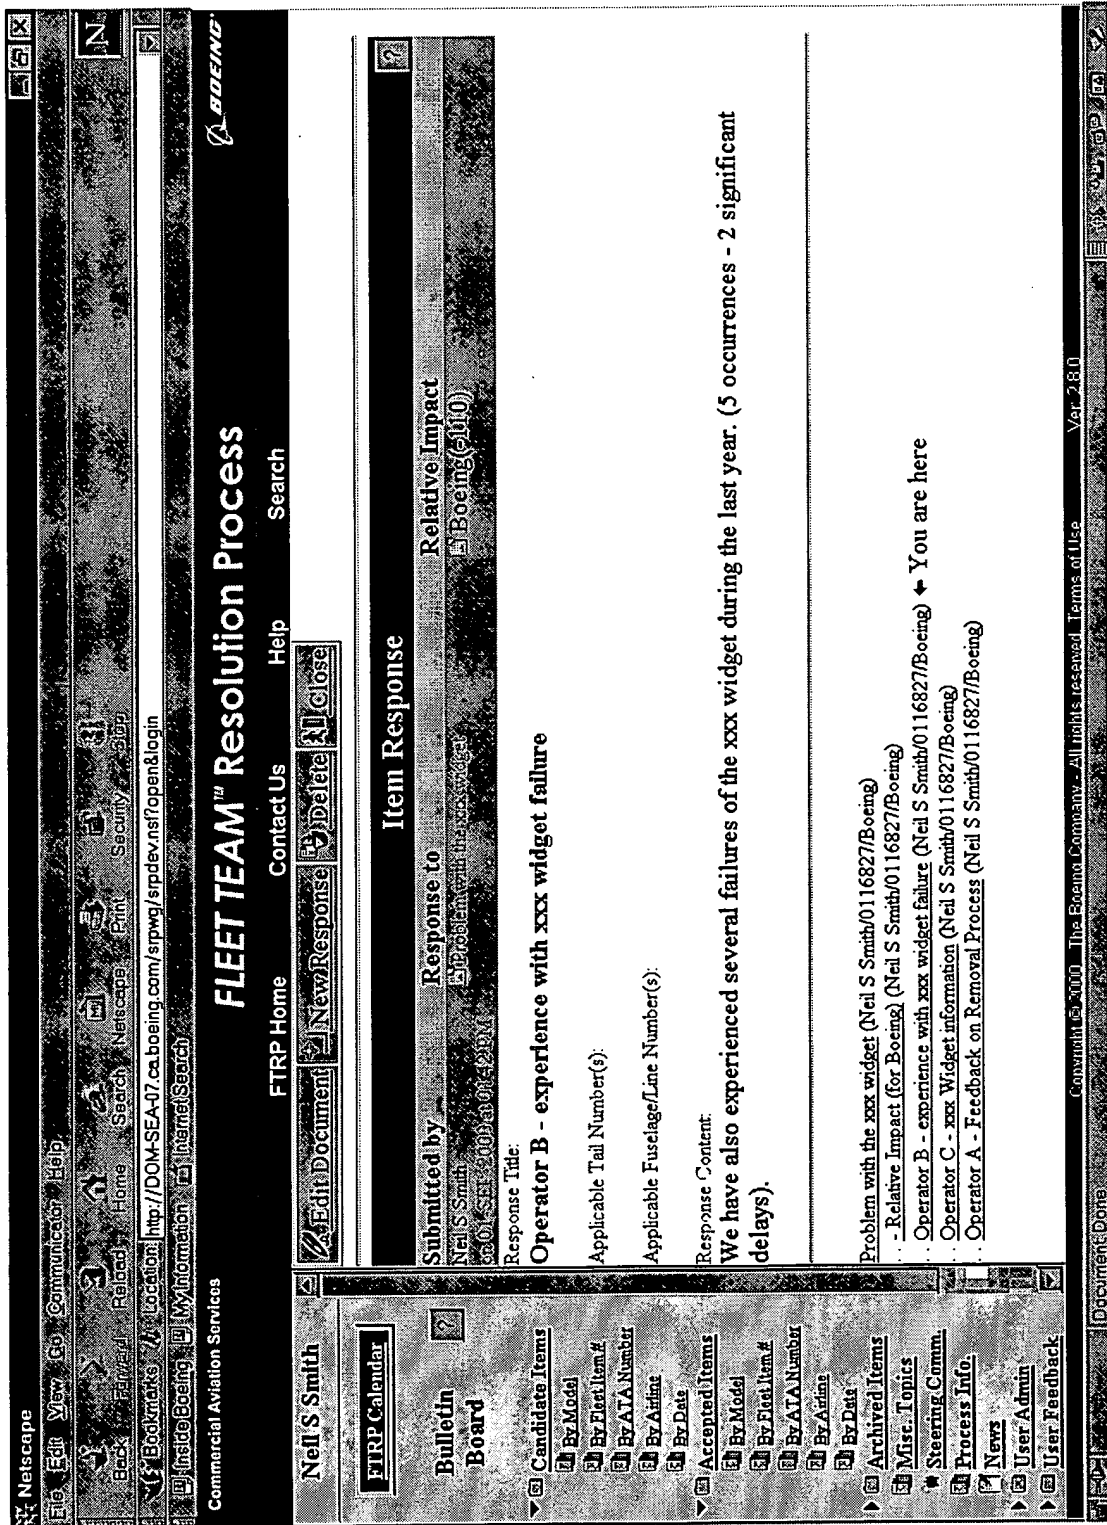 Netscape
File Edit View Go Communicator Help
Back Forward Reload Home Search Netscape Print Security Stop
N
Bookmarks Location: http://DOM-SEA-07.ca.boeing.com/srpwg/srpdev.nsf?open&login
Inside Boeing My Information Internet Search
Commercial Aviation Services
FLEET TEAM™ Resolution Process
BOEING
FTRP Home Contact Us Help Search
Neil S Smith
FTRP Calendar
Bulletin
Board
?
Candidate Items
By Model
By Fleet Item #
By ATA Number
By Airline
By Date
Accepted Items
By Model
By Fleet Item #
By ATA Number
By Airline
By Date
Archived Items
Misc. Topics
Steering Comm.
Process Info.
News
User Admin
User Feedback
Edit Document New Response Delete Close
Item Response
?
Submitted by Response to Relative Impact
Neil S Smith Problem with the xxx widget Boeing(-110)
Response Title:
Operator B - experience with xxx widget failure
Applicable Tail Number(s):
Applicable Fuselage/Line Number(s):
Response Content:
We have also experienced several failures of the xxx widget during the last year. (5 occurrences - 2 significant
delays).
Problem with the xxx widget (Neil S Smith/0116827/Boeing)
. . - Relative Impact (for Boeing) (Neil S Smith/0116827/Boeing)
. . Operator B - experience with xxx widget failure (Neil S Smith/0116827/Boeing) ← You are here
. . Operator C - xxx Widget information (Neil S Smith/0116827/Boeing)
. . Operator A - Feedback on Removal Process (Neil S Smith/0116827/Boeing)
Copyright © 2000 The Boeing Company - All rights reserved Terms of Use Ver. 2.8.0
Document Done